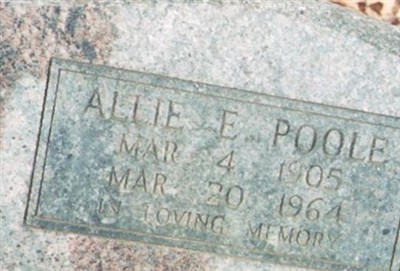 ALLIE E POOLE
MAR 4 1905
MAR 20 1964
IN LOVING MEMORY